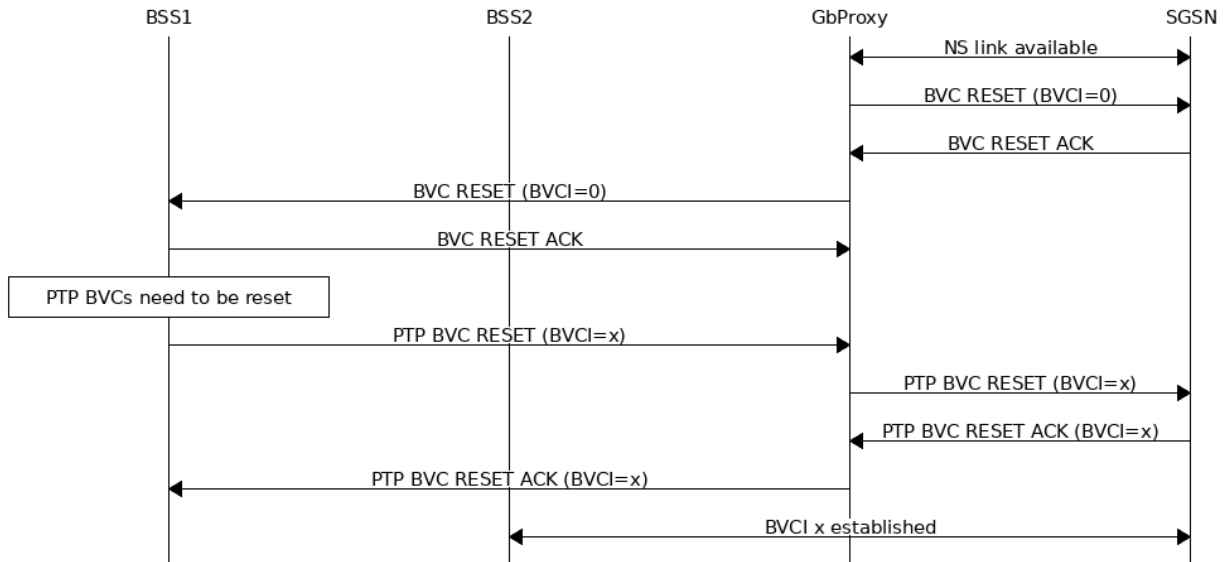 BSS1 BSS2 GbProxy SGSN
NS link available
BVC RESET (BVCI=0)
BVC RESET ACK
BVC RESET (BVCI=0)
BVC RESET ACK
PTP BVCs need to be reset
PTP BVC RESET (BVCI=x)
PTP BVC RESET (BVCI=x)
PTP BVC RESET ACK (BVCI=x)
PTP BVC RESET ACK (BVCI=x)
BVCI x established